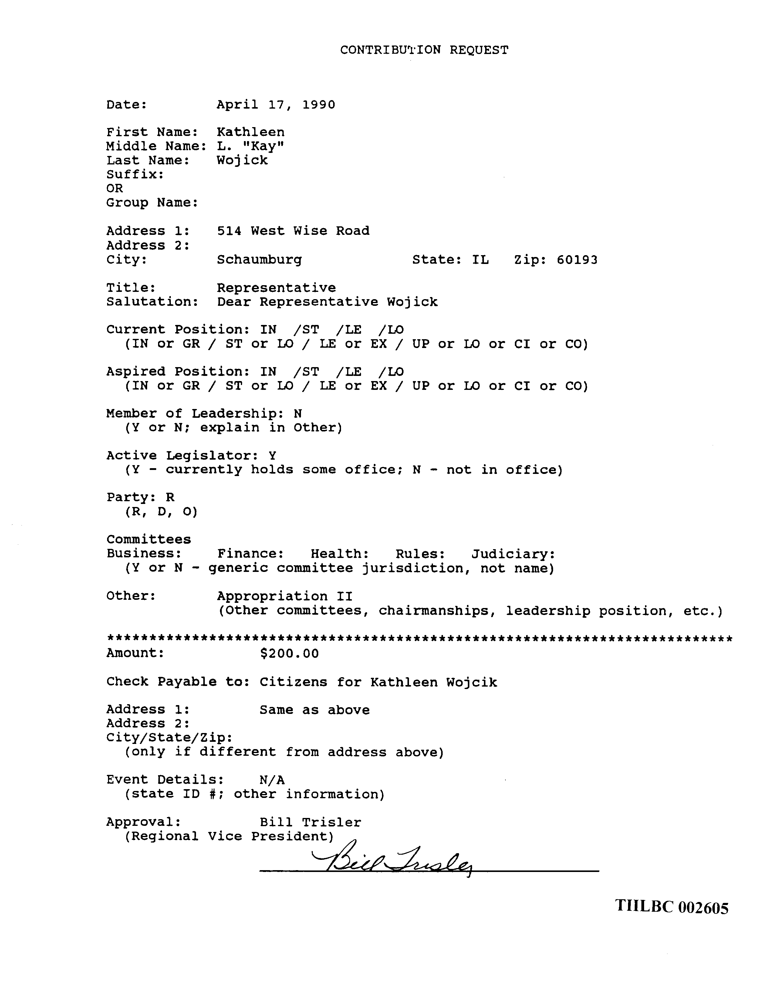 CONTRIBUTION REQUEST
Date: April 17, 1990
First Name: Kathleen
Middle Name: L. "Kay"
Last Name: Wojick
Suffix:
OR
Group Name:
Address 1: 514 West Wise Road
Address 2:
City: Schaumburg State: IL Zip: 60193
Title: Representative
Salutation: Dear Representative Wojick
Current Position: IN /ST /LE /LO
(IN or GR / ST or LO / LE or EX / UP or LO or CI or CO)
Aspired Position: IN /ST /LE /LO
(IN or GR / ST or LO / LE or EX / UP or LO or CI or CO)
Member of Leadership: N
(Y or N; explain in Other)
Active Legislator: Y
(Y - currently holds some office; N - not in office)
Party: R
(R, D, O)
Committees
Business: Finance: Health: Rules: Judiciary:
(Y or N - generic committee jurisdiction, not name)
Other: Appropriation II
(Other committees, chairmanships, leadership position, etc.)
**************************************************************************
Amount: $200.00
Check Payable to: Citizens for Kathleen Wojcik
Address 1: Same as above
Address 2:
City/State/Zip:
(only if different from address above)
Event Details: N/A
(state ID #; other information)
Approval: Bill Trisler
(Regional Vice President)
Bill Trisler
TIILBC 002605